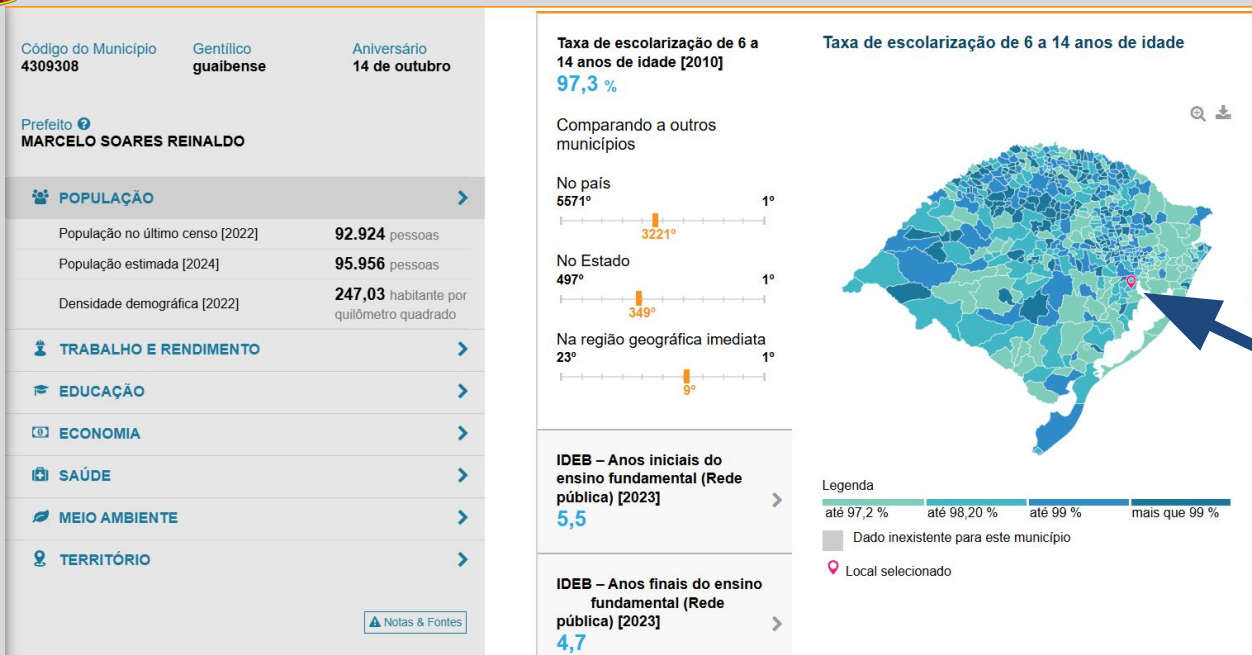 Código do Município
4309308
Gentílico
guaibense
Aniversário
14 de outubro
Prefeito
MARCELO SOARES REINALDO
POPULAÇÃO
População no último censo [2022]
92.924 pessoas
População estimada [2024]
95.956 pessoas
Densidade demográfica [2022]
247,03 habitante por
quilômetro quadrado
TRABALHO E RENDIMENTO
EDUCAÇÃO
ECONOMIA
SAÚDE
MEIO AMBIENTE
TERRITÓRIO
Notas & Fontes
Taxa de escolarização de 6 a
14 anos de idade [2010]
97,3 %
Comparando a outros
municípios
No país
5571º 1º
3221º
No Estado
497º 1º
349º
Na região geográfica imediata
23º 1º
9º
IDEB – Anos iniciais do
ensino fundamental (Rede
pública) [2023]
5,5
IDEB – Anos finais do ensino
fundamental (Rede
pública) [2023]
4,7
Taxa de escolarização de 6 a 14 anos de idade
Legenda
até 97,2 % até 98,20 % até 99 % mais que 99 %
Dado inexistente para este município
Local selecionado